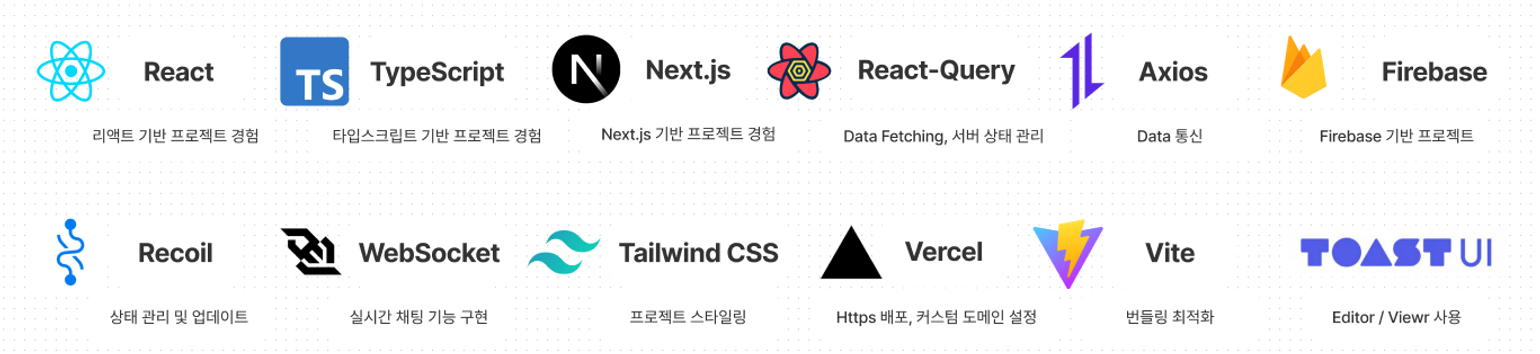 React
TS TypeScript
N Next.js
React-Query
Axios
Firebase
리액트 기반 프로젝트 경험
타입스크립트 기반 프로젝트 경험
Next.js 기반 프로젝트 경험
Data Fetching, 서버 상태 관리
Data 통신
Firebase 기반 프로젝트
Recoil
WebSocket
Tailwind CSS
Vercel
Vite
TOAST UI
상태 관리 및 업데이트
실시간 채팅 기능 구현
프로젝트 스타일링
Https 배포, 커스텀 도메인 설정
번들링 최적화
Editor / Viewr 사용